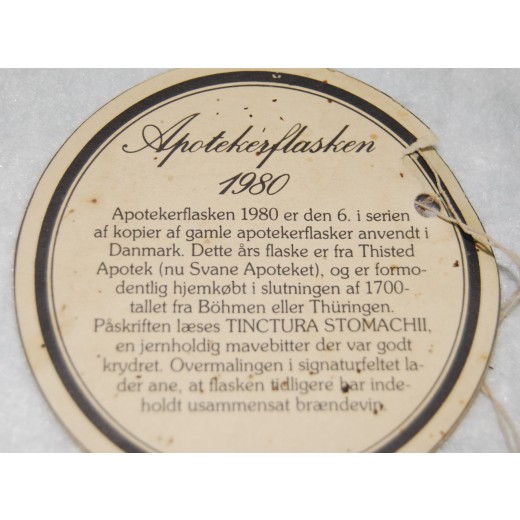 Apotekerflasken
1980
Apotekerflasken 1980 er den 6. i serien
af kopier af gamle apotekerflasker anvendt i
Danmark. Dette års flaske er fra Thisted
Apotek (nu Svane Apoteket), og er formo-
dentlig hjemkøbt i slutningen af 1700-
tallet fra Böhmen eller Thüringen.
Påskriften læses TINCTURA STOMACHII,
en jernholdig mavebitter der var godt
krydret. Overmalingen i signaturfeltet la-
der ane, at flasken tidligere har inde-
holdt usammensat brændevin.